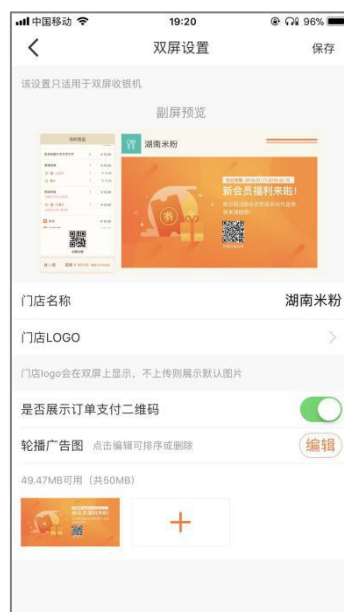 中国移动 19:20 96%
双屏设置 保存
该设置只适用于双屏收银机
副屏预览
湖南米粉
新会员福利来啦!
门店名称 湖南米粉
门店LOGO
门店logo会在双屏上显示，不上传则展示默认图片
是否展示订单支付二维码
轮播广告图 点击编辑可排序或删除 编辑
49.47MB可用（共50MB）
+